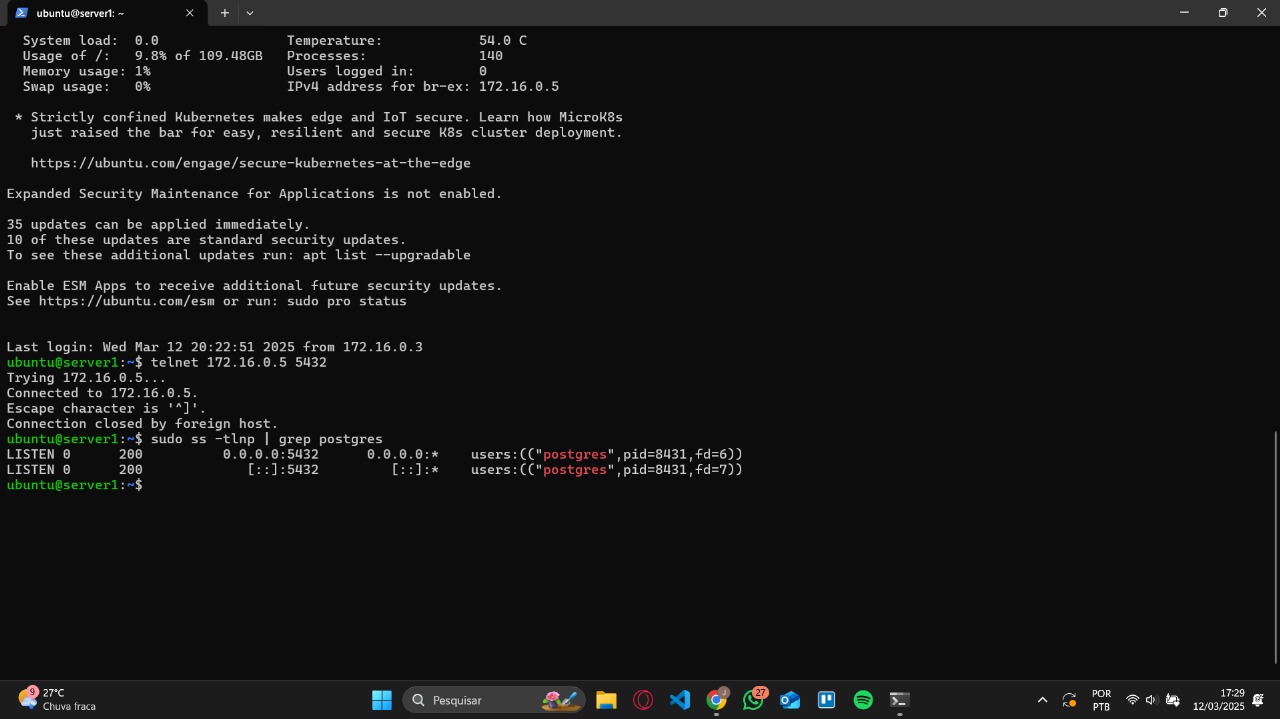 ubuntu@server1: ~
System load:  0.0                Temperature:            54.0 C
Usage of /:   9.8% of 109.48GB   Processes:              140
Memory usage: 1%                 Users logged in:        0
Swap usage:   0%                 IPv4 address for br-ex: 172.16.0.5
* Strictly confined Kubernetes makes edge and IoT secure. Learn how MicroK8s
just raised the bar for easy, resilient and secure K8s cluster deployment.
https://ubuntu.com/engage/secure-kubernetes-at-the-edge
Expanded Security Maintenance for Applications is not enabled.
35 updates can be applied immediately.
10 of these updates are standard security updates.
To see these additional updates run: apt list --upgradable
Enable ESM Apps to receive additional future security updates.
See https://ubuntu.com/esm or run: sudo pro status
Last login: Wed Mar 12 20:22:51 2025 from 172.16.0.3
ubuntu@server1:~$ telnet 172.16.0.5 5432
Trying 172.16.0.5...
Connected to 172.16.0.5.
Escape character is '^]'.
Connection closed by foreign host.
ubuntu@server1:~$ sudo ss -tlnp | grep postgres
LISTEN 0      200          0.0.0.0:5432      0.0.0.0:*    users:(("postgres",pid=8431,fd=6))
LISTEN 0      200             [::]:5432         [::]:*    users:(("postgres",pid=8431,fd=7))
ubuntu@server1:~$
9
27°C
Chuva fraca
Pesquisar
J
27
POR
PTB
17:29
12/03/2025